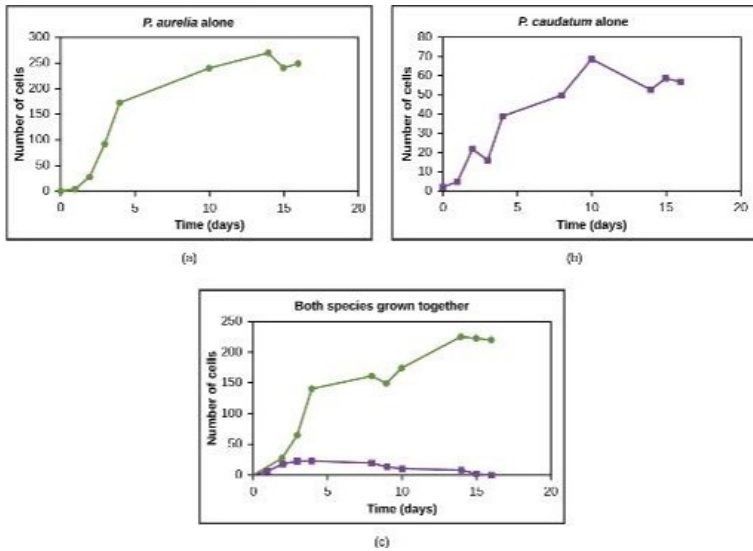 P. aurelia alone
Number of cells
300
250
200
150
100
50
0
0 5 10 15 20
Time (days)
(a)
P. caudatum alone
Number of cells
80
70
60
50
40
30
20
10
0
0 5 10 15 20
Time (days)
(b)
Both species grown together
Number of cells
250
200
150
100
50
0
0 5 10 15 20
Time (days)
(c)